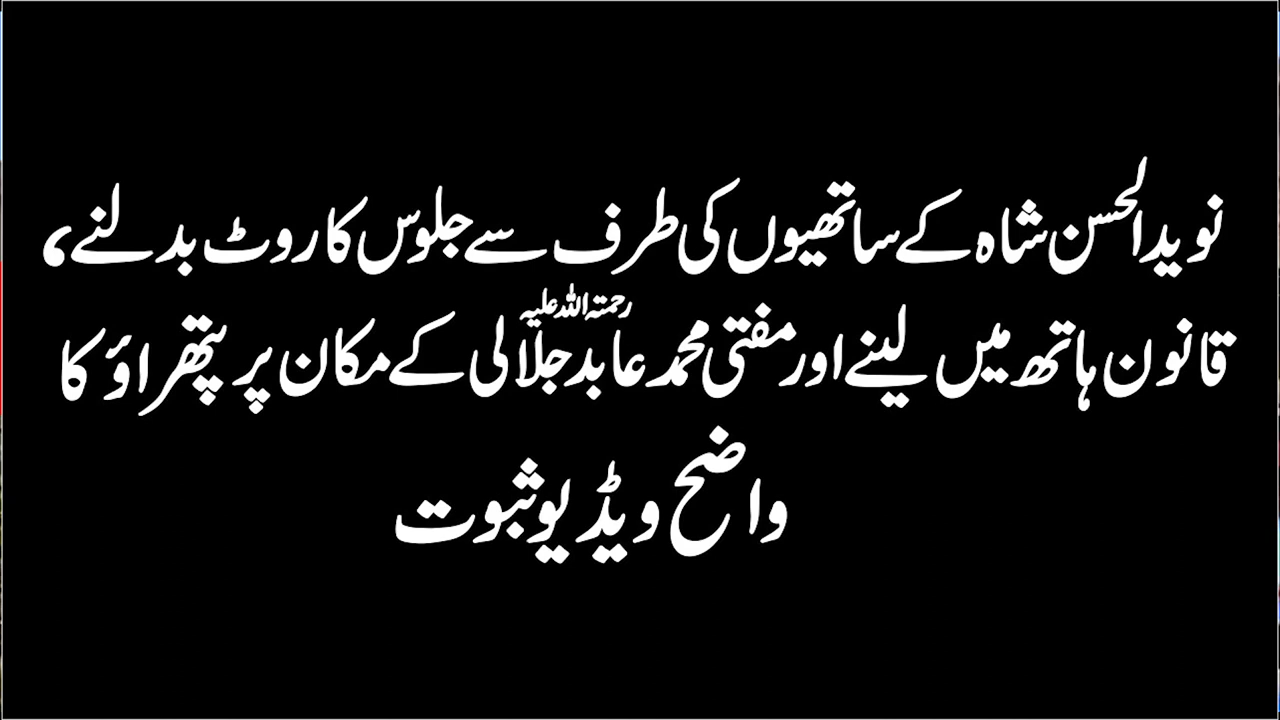 نویدالحسن شاہ کے ساتھیوں کی طرف سے جلوس کا روٹ بدلنے،
قانون ہاتھ میں لینے اور مفتی محمد عابد جلالی رحمتہ اللہ علیہ کے مکان پر پتھراؤ کا
واضح ویڈیو ثبوت